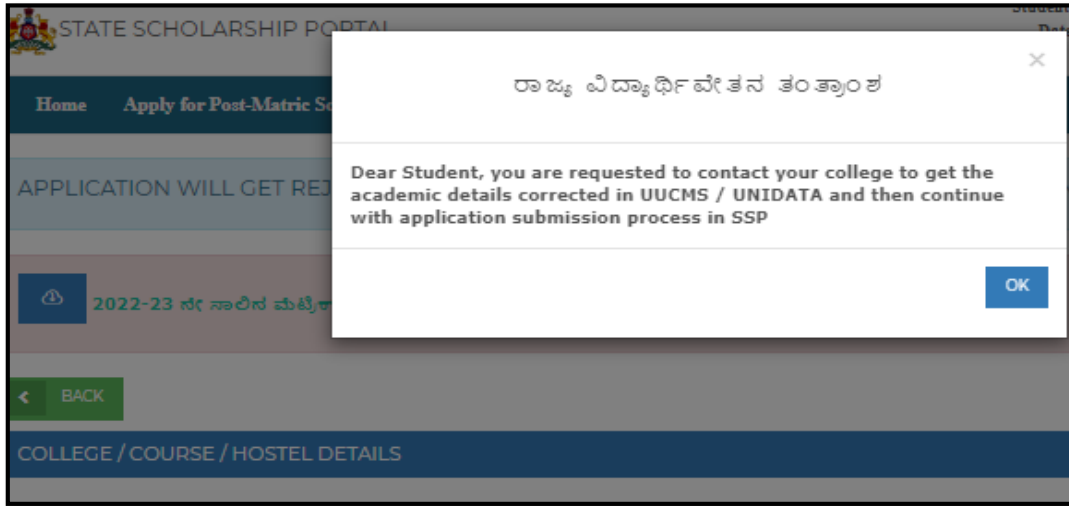 STATE SCHOLARSHIP PORTAL
Student
Home Apply for Post-Matric Sc
ರಾಜ್ಯ ವಿದ್ಯಾರ್ಥಿವೇತನ ತಂತ್ರಾಂಶ
×
APPLICATION WILL GET REJ
Dear Student, you are requested to contact your college to get the
academic details corrected in UUCMS / UNIDATA and then continue
with application submission process in SSP
OK
2022-23 ನೇ ಸಾಲಿನ ಮೆಟ್ರಿಕ
BACK
COLLEGE / COURSE / HOSTEL DETAILS